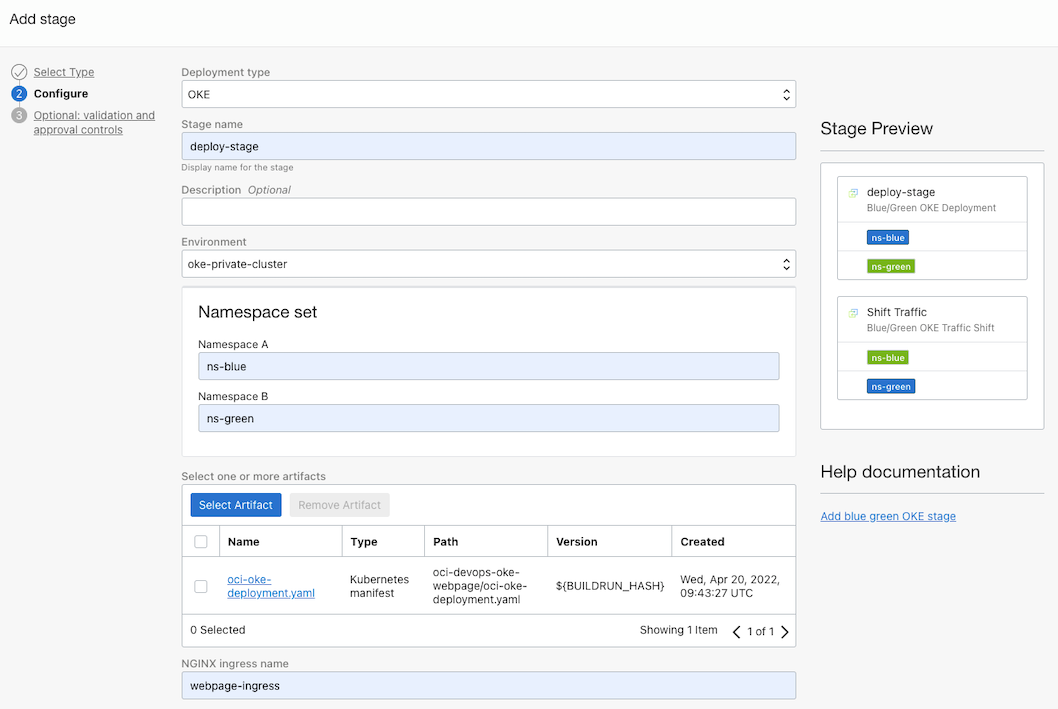 Add stage
Select Type
2 Configure
3 Optional: validation and
approval controls
Deployment type
OKE
Stage name
deploy-stage
Display name for the stage
Description Optional
Environment
oke-private-cluster
Namespace set
Namespace A
ns-blue
Namespace B
ns-green
Select one or more artifacts
Select Artifact Remove Artifact
Name Type Path Version Created
oci-oke-
deployment.yaml
Kubernetes
manifest
oci-devops-oke-
webpage/oci-oke-
deployment.yaml
${BUILDRUN_HASH}
Wed, Apr 20, 2022,
09:43:27 UTC
0 Selected
Showing 1 Item 1 of 1
NGINX ingress name
webpage-ingress
Stage Preview
deploy-stage
Blue/Green OKE Deployment
ns-blue
ns-green
Shift Traffic
Blue/Green OKE Traffic Shift
ns-blue
ns-green
Help documentation
Add blue green OKE stage